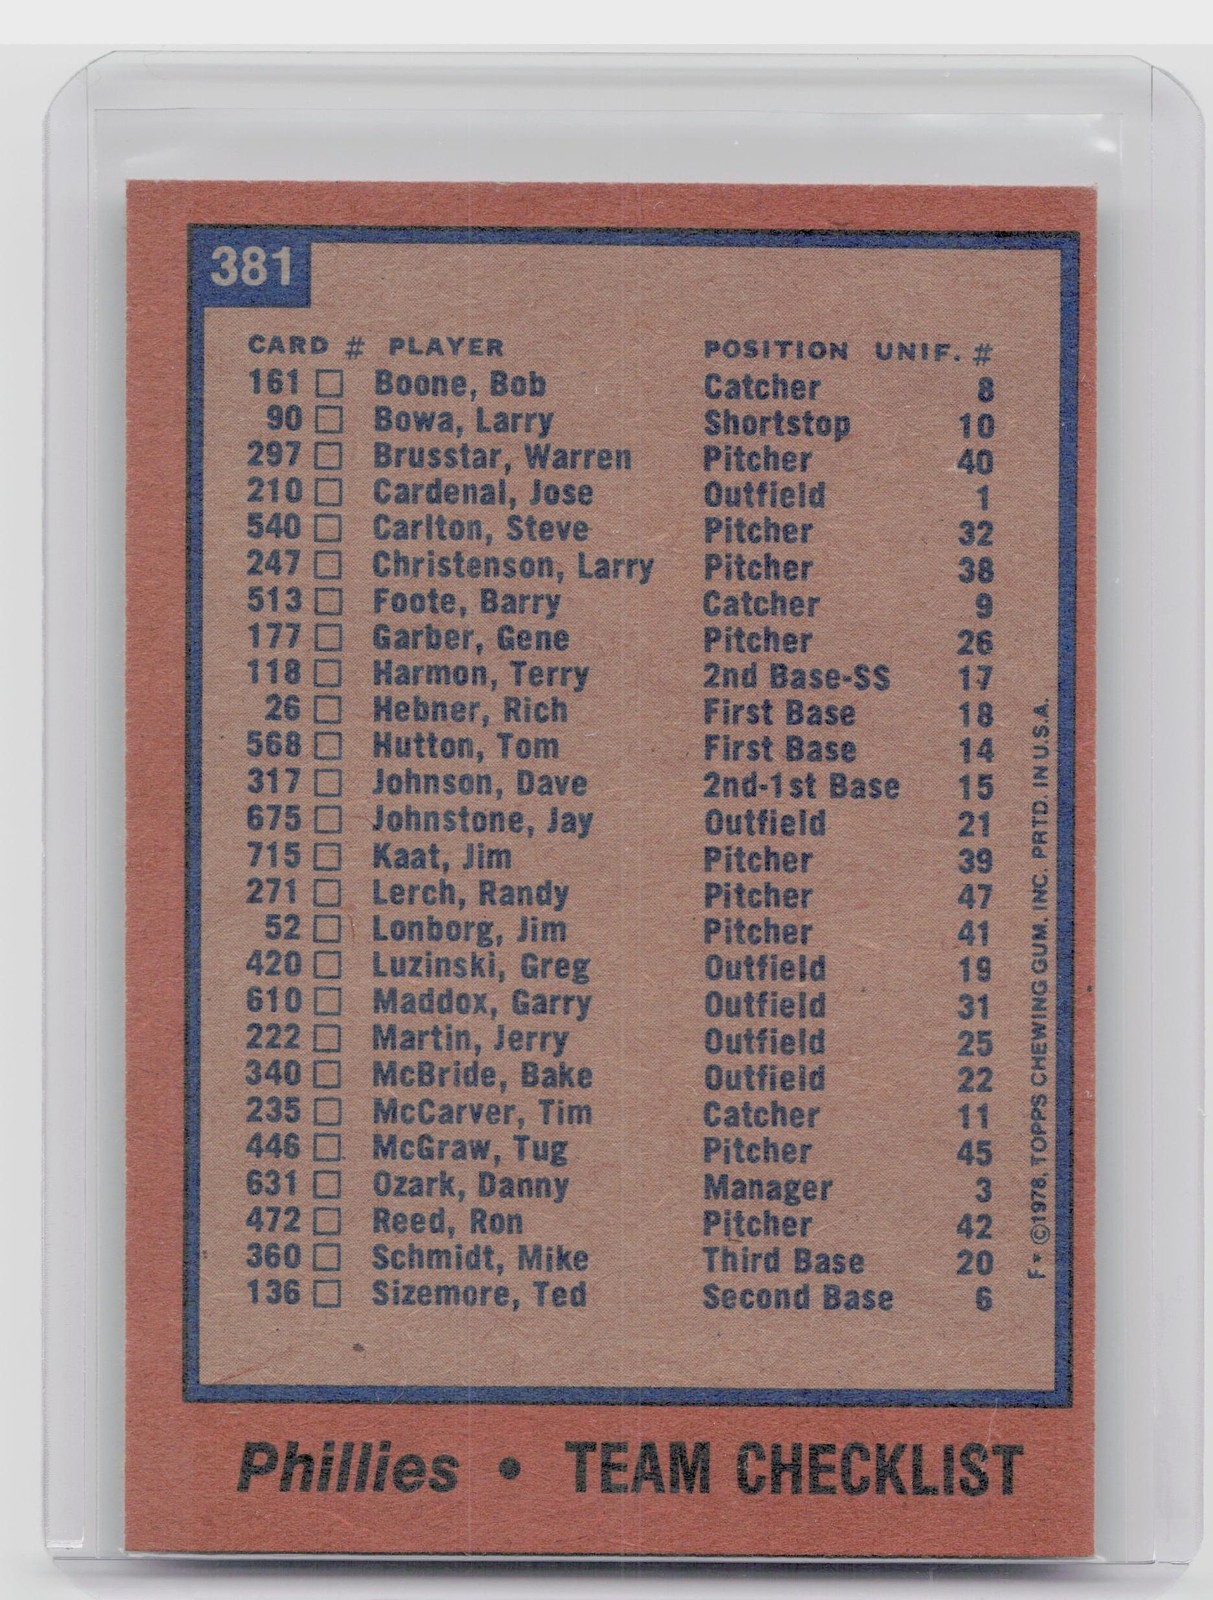 381
CARD # PLAYER POSITION UNIF. #
161 Boone, Bob Catcher 8
90 Bowa, Larry Shortstop 10
297 Brusstar, Warren Pitcher 40
210 Cardenal, Jose Outfield 1
540 Carlton, Steve Pitcher 32
247 Christenson, Larry Pitcher 38
513 Foote, Barry Catcher 9
177 Garber, Gene Pitcher 26
118 Harmon, Terry 2nd Base-SS 17
26 Hebner, Rich First Base 18
568 Hutton, Tom First Base 14
317 Johnson, Dave 2nd-1st Base 15
675 Johnstone, Jay Outfield 21
715 Kaat, Jim Pitcher 39
271 Lerch, Randy Pitcher 47
52 Lonborg, Jim Pitcher 41
420 Luzinski, Greg Outfield 19
610 Maddox, Garry Outfield 31
222 Martin, Jerry Outfield 25
340 McBride, Bake Outfield 22
235 McCarver, Tim Catcher 11
446 McGraw, Tug Pitcher 45
631 Ozark, Danny Manager 3
472 Reed, Ron Pitcher 42
360 Schmidt, Mike Third Base 20
136 Sizemore, Ted Second Base 6
F * ©1978, TOPPS CHEWING GUM, INC. PRTD. IN U.S.A.
Phillies • TEAM CHECKLIST